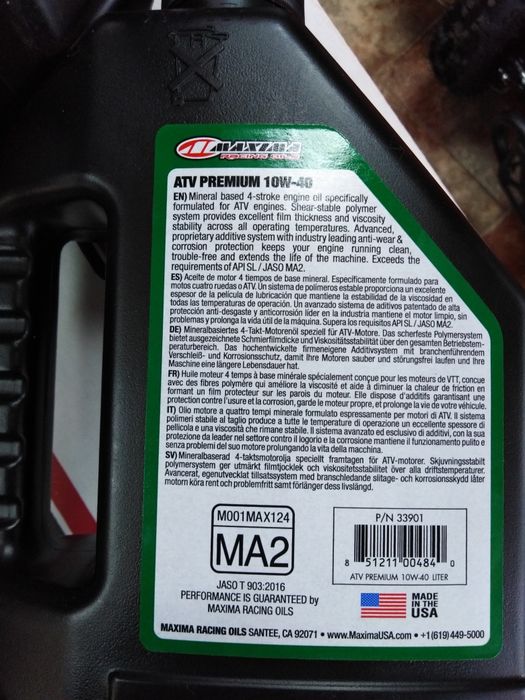 MAXIMA
RACING OILS
ATV PREMIUM 10W-40
EN) Mineral based 4-stroke engine oil specifically
formulated for ATV engines. Shear-stable polymer
system provides excellent film thickness and viscosity
stability across all operating temperatures. Advanced,
proprietary additive system with industry leading anti-wear &
corrosion protection keeps your engine running clean,
trouble-free and extends the life of the machine. Exceeds the
requirements of API SL / JASO MA2.
ES) Aceite de motor 4 tiempos de base mineral. Específicamente formulado para
motos cuatro ruedas o ATV. Un sistema de polímeros estable proporciona un excelente
espesor de la película de lubricación que mantiene la estabilidad de la viscosidad en
todas las temperaturas de operación. Un avanzado sistema de aditivos patentado de alta
protección anti-desgaste y anticorrosión líder en la industria mantiene el motor limpio, sin
problemas y prolonga la vida útil de la máquina. Supera los requisitos API SL / JASO MA2.
DE) Mineralbasiertes 4-Takt-Motorenöl speziell für ATV-Motore. Das scherfeste Polymersystem
bietet ausgezeichnete Schmierfilmdicke und Viskositätsstabilität über den gesamten Betriebstem-
peraturbereich. Das hochentwickelte firmeneigene Additivsystem mit branchenführendem
Verschleiß- und Korrosionsschutz, damit Ihre Motoren sauber und störungsfrei laufen und Ihre
Maschine eine längere Lebensdauer hat.
FR) Huile moteur 4 temps à base minérale spécialement conçue pour les moteurs de VTT, concue
avec des fibres polymère qui améliore la viscosité et aide à diminuer la chaleur de friction en
formant un film protecteur sur les parois du moteur. Elle dispose d'additifs garantisant une
protection contre l'usure et la corrosion, garde le moteur propre, et prolonge la vie de votre véhicule.
IT) Olio motore a quattro tempi minerale formulato espressamente per motori di ATV. Il sistema
polimeri stabile al taglio produce a tutte le temperature di operazione un eccellente spessore di
pellicola e una viscosità che rimane stabile. Il sistema avanzato ed esclusivo di additivi, con la sua
protezione da leader nel settore contro il logorio e la corrosione mantiene il funzionamento pulito e
senza problemi del suo motore prolungando la vita della macchina.
SV) Mineralbaserad 4-taktsmotorolja speciellt framtagen för ATV-motorer. Skjuvningsstabilt
polymersystem ger utmärkt filmtjocklek och viskositetsstabilitet över alla driftstemperaturer.
Avancerat, egenutvecklat tillsatssystem med branschledande slitage- och korrosionsskydd låter
motorn köra rent och problemfritt samt förlänger dess livslängd.
M001MAX124
MA2
JASO T 903:2016
PERFORMANCE IS GUARANTEED by
MAXIMA RACING OILS
P/N 33901
8 51211 00484 0
ATV PREMIUM 10W-40 LITER
MADE
IN THE
USA
MAXIMA RACING OILS SANTEE, CA 92071 • www.MaximaUSA.com • +1(619) 449-5000